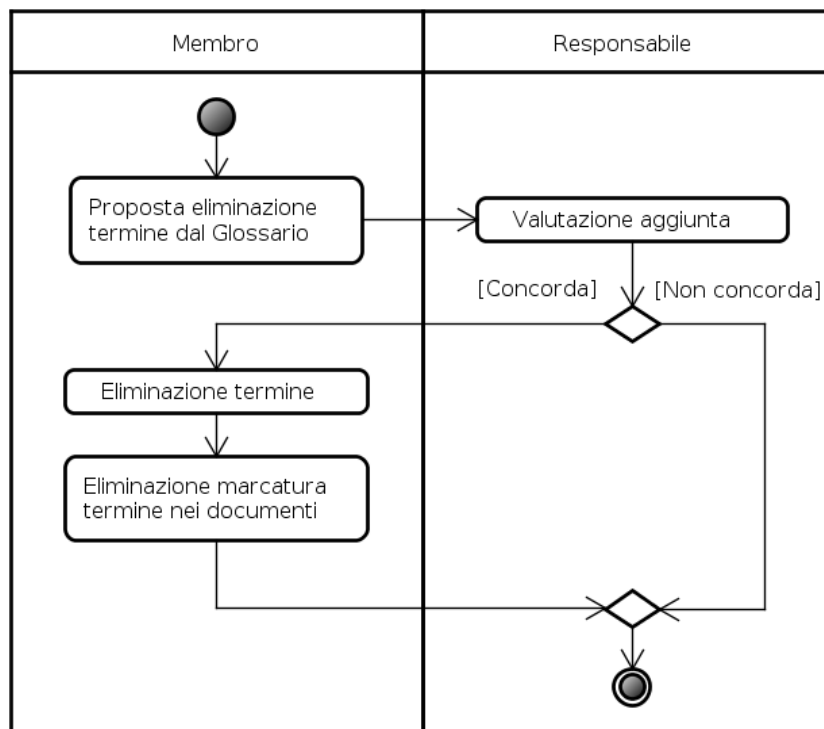 Membro
Responsabile
Proposta eliminazione
termine dal Glossario
Valutazione aggiunta
[Concorda]
[Non concorda]
Eliminazione termine
Eliminazione marcatura
termine nei documenti